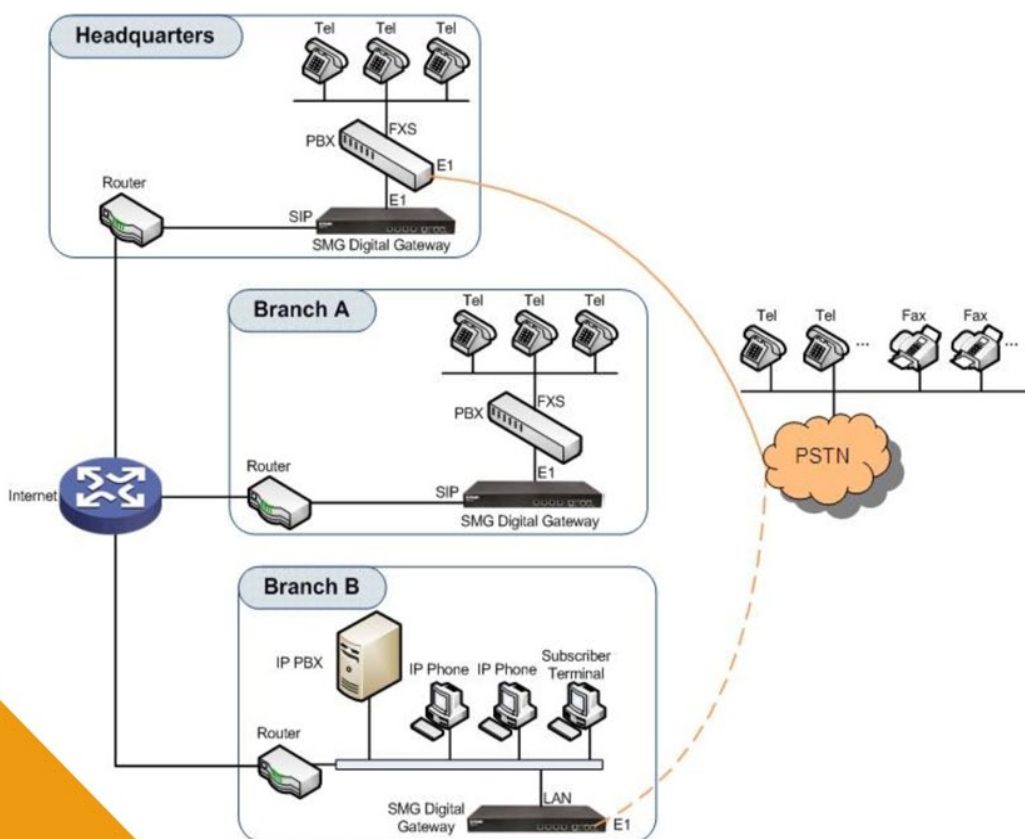 Headquarters
Tel Tel Tel
FXS
PBX
E1
Router
E1
SIP
SMG Digital Gateway
Branch A
Tel Tel Tel
Tel Tel ... Fax Fax ...
FXS
PBX
PSTN
Router
E1
Internet
SIP
SMG Digital Gateway
Branch B
IP PBX
IP Phone IP Phone Subscriber
Terminal
Router
LAN
SMG Digital
Gateway
E1